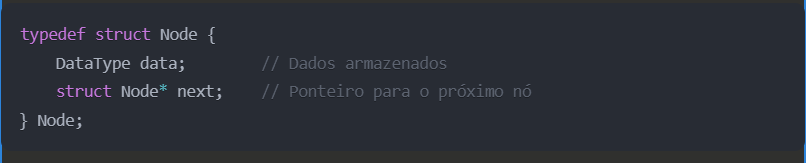 typedef struct Node {
    DataType data;        // Dados armazenados
    struct Node* next;    // Ponteiro para o próximo nó
} Node;